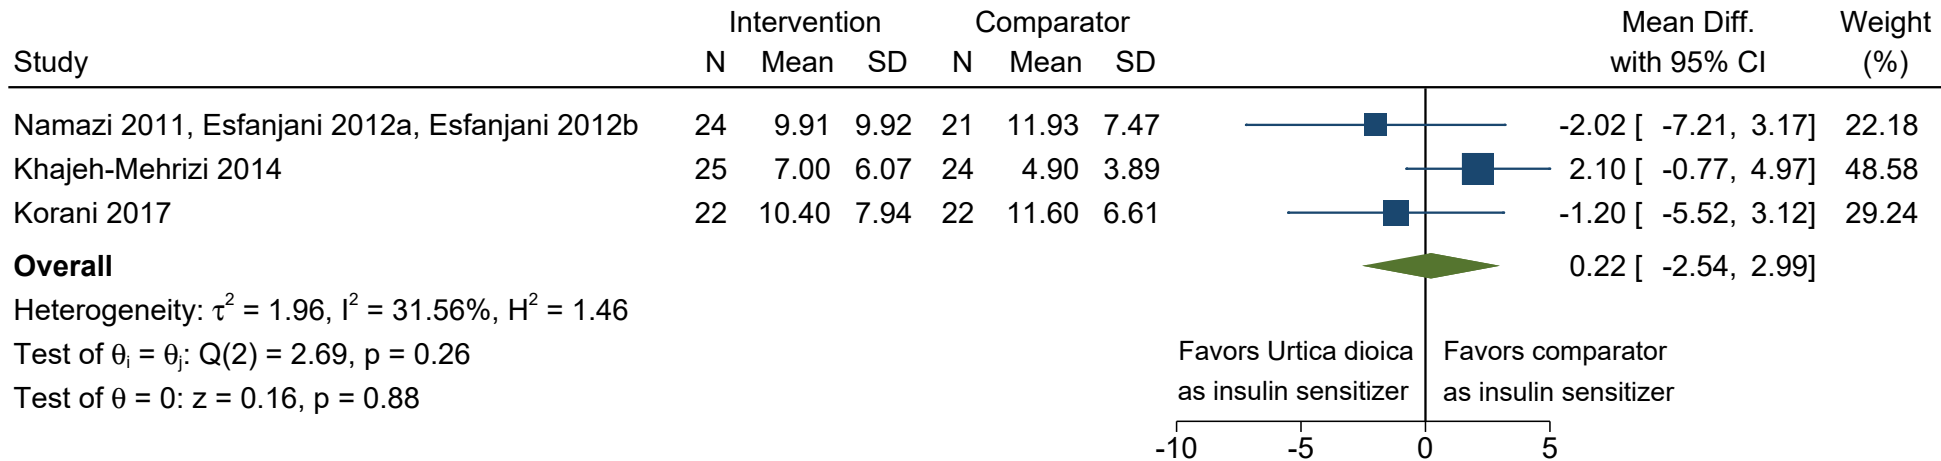 Intervention Comparator Mean Diff. Weight
Study N Mean SD N Mean SD with 95% CI (%)
Namazi 2011, Esfanjani 2012a, Esfanjani 2012b 24 9.91 9.92 21 11.93 7.47 -2.02 [ -7.21, 3.17] 22.18
Khajeh-Mehrizi 2014 25 7.00 6.07 24 4.90 3.89 2.10 [ -0.77, 4.97] 48.58
Korani 2017 22 10.40 7.94 22 11.60 6.61 -1.20 [ -5.52, 3.12] 29.24
Overall 0.22 [ -2.54, 2.99]
Heterogeneity: τ² = 1.96, I² = 31.56%, H² = 1.46
Test of θᵢ = θⱼ: Q(2) = 2.69, p = 0.26
Test of θ = 0: z = 0.16, p = 0.88
Favors Urtica dioica
as insulin sensitizer
Favors comparator
as insulin sensitizer
-10 -5 0 5